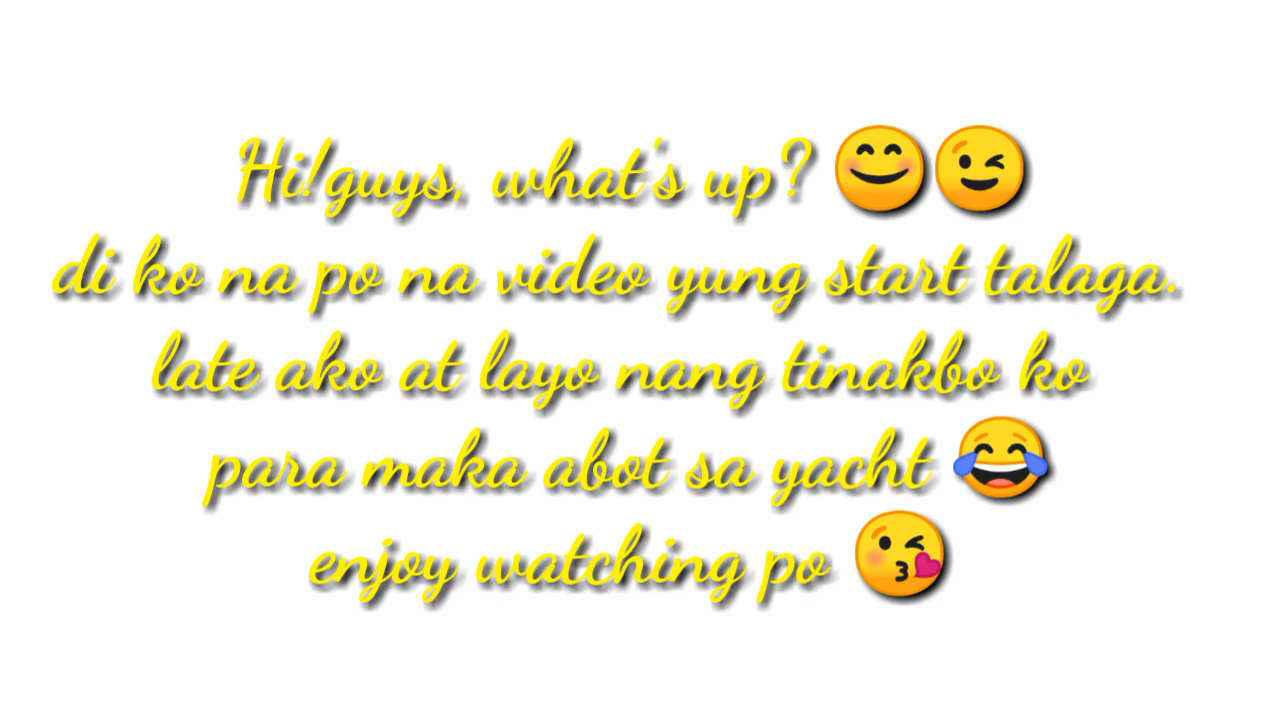 Hi!guys, what's up? 😊😉
di ko na po na video yung start talaga.
late ako at layo nang tinakbo ko
para maka abot sa yacht 😂
enjoy watching po 😘